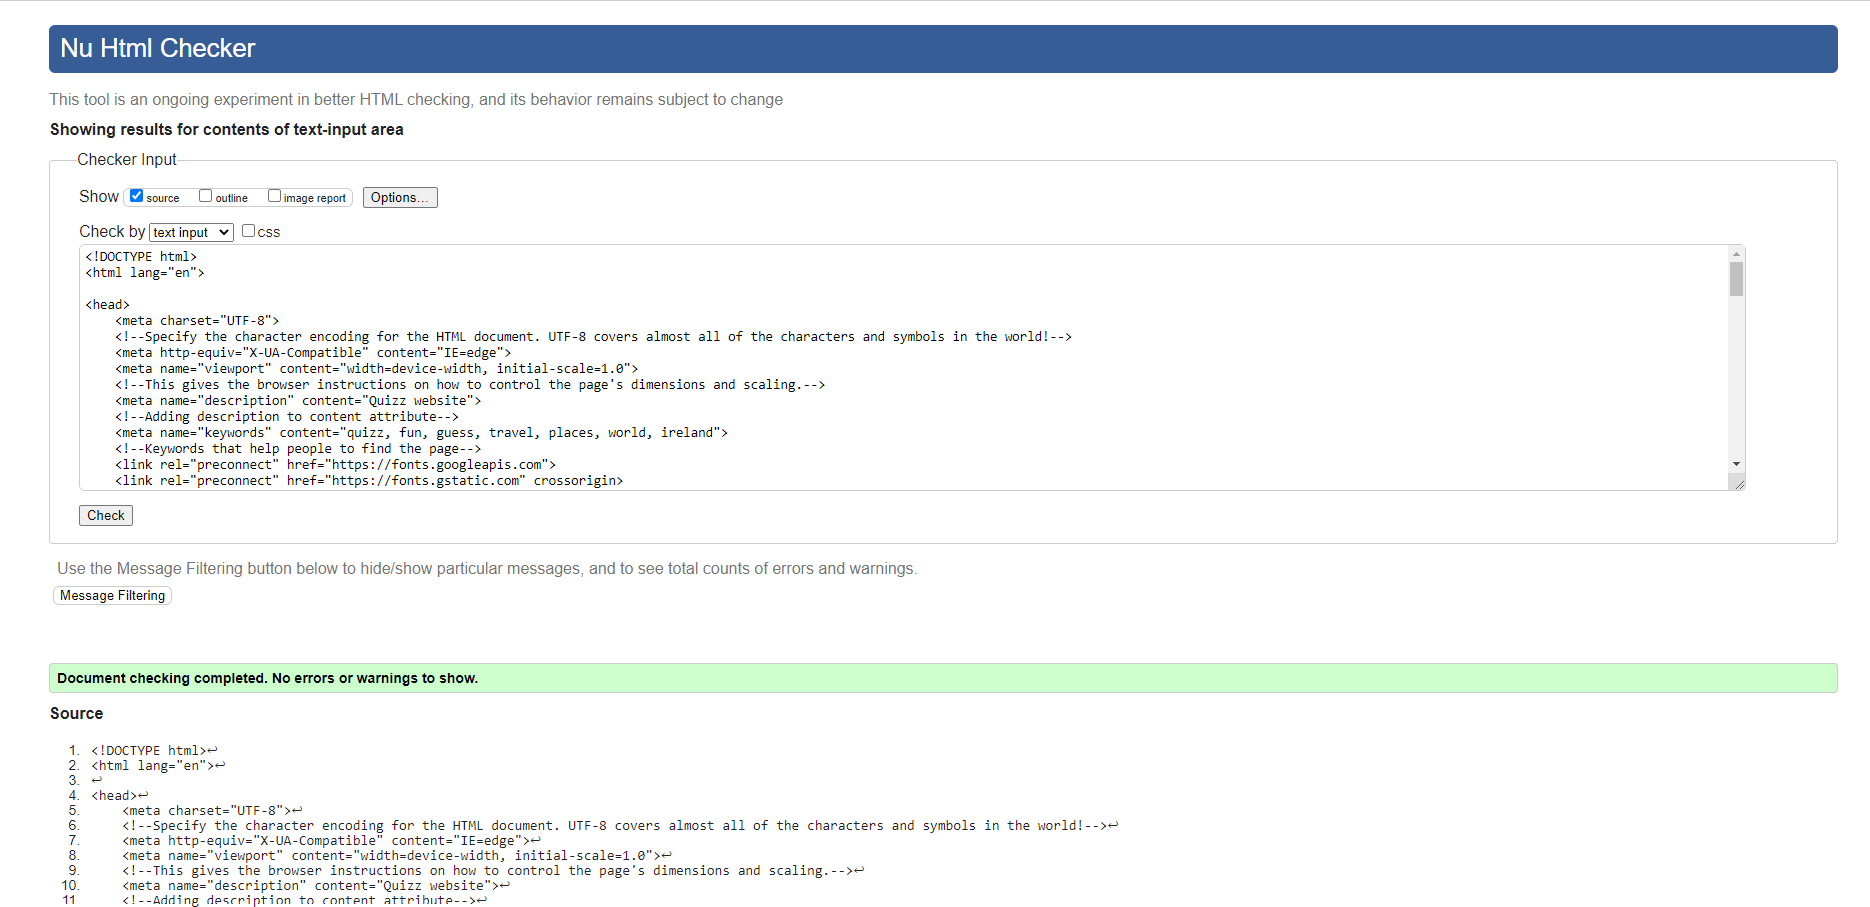 Nu Html Checker
This tool is an ongoing experiment in better HTML checking, and its behavior remains subject to change
Showing results for contents of text-input area
Checker Input
Show source outline image report Options...
Check by text input css
<!DOCTYPE html>
<html lang="en">
<head>
<meta charset="UTF-8">
<!--Specify the character encoding for the HTML document. UTF-8 covers almost all of the characters and symbols in the world!-->
<meta http-equiv="X-UA-Compatible" content="IE=edge">
<meta name="viewport" content="width=device-width, initial-scale=1.0">
<!--This gives the browser instructions on how to control the page's dimensions and scaling.-->
<meta name="description" content="Quizz website">
<!--Adding description to content attribute-->
<meta name="keywords" content="quizz, fun, guess, travel, places, world, ireland">
<!--Keywords that help people to find the page-->
<link rel="preconnect" href="https://fonts.googleapis.com">
<link rel="preconnect" href="https://fonts.gstatic.com" crossorigin>
Check
Use the Message Filtering button below to hide/show particular messages, and to see total counts of errors and warnings.
Message Filtering
Document checking completed. No errors or warnings to show.
Source
1. <!DOCTYPE html>↩
2. <html lang="en">↩
3. ↩
4. <head>↩
5. <meta charset="UTF-8">↩
6. <!--Specify the character encoding for the HTML document. UTF-8 covers almost all of the characters and symbols in the world!-->↩
7. <meta http-equiv="X-UA-Compatible" content="IE=edge">↩
8. <meta name="viewport" content="width=device-width, initial-scale=1.0">↩
9. <!--This gives the browser instructions on how to control the page's dimensions and scaling.-->↩
10. <meta name="description" content="Quizz website">↩
11 <!--Adding description to content attribute-->↩